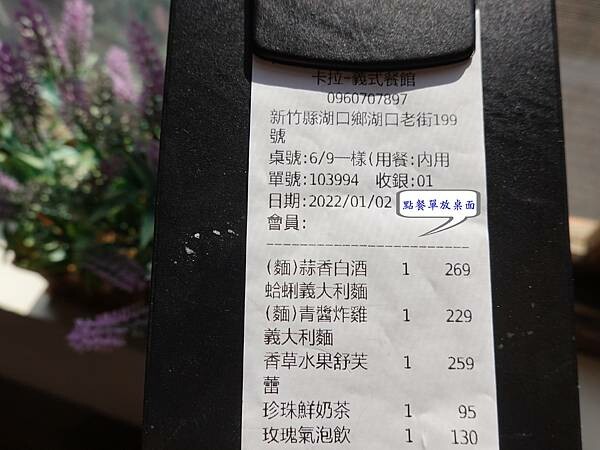 卡拉-義式餐館
0960707897
新竹縣湖口鄉湖口老街199
號
桌號:6/9一樣(用餐:內用
單號:103994 收銀:01
日期:2022/01/02
點餐單放桌面
會員:
(麵)蒜香白酒 1 269
蛤蜊義大利麵
(麵)青醬炸雞 1 229
義大利麵
香草水果舒芙 1 259
蕾
珍珠鮮奶茶 1 95
玫瑰氣泡飲 1 130